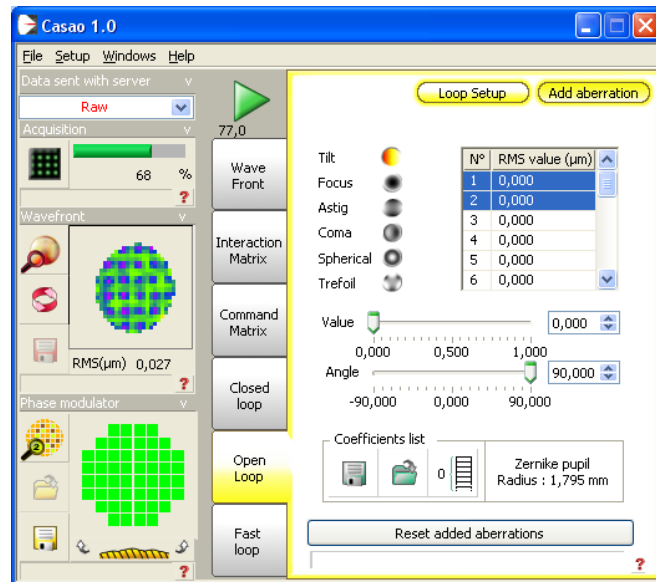 Casao 1.0
File Setup Windows Help
Data sent with server v
Raw
Acquisition v
68 %
?
Wavefront v
RMS(µm) 0,027
?
Phase modulator v
2
?
77,0
Wave
Front
Interaction
Matrix
Command
Matrix
Closed
loop
Open
Loop
Fast
loop
Loop Setup Add aberration
Tilt
Focus
Astig
Coma
Spherical
Trefoil
N° RMS value (µm)
1 0,000
2 0,000
3 0,000
4 0,000
5 0,000
6 0,000
Value 0,000
0,000 0,500 1,000
Angle 90,000
-90,000 0,000 90,000
Coefficients list
0
Zernike pupil
Radius : 1,795 mm
Reset added aberrations
?